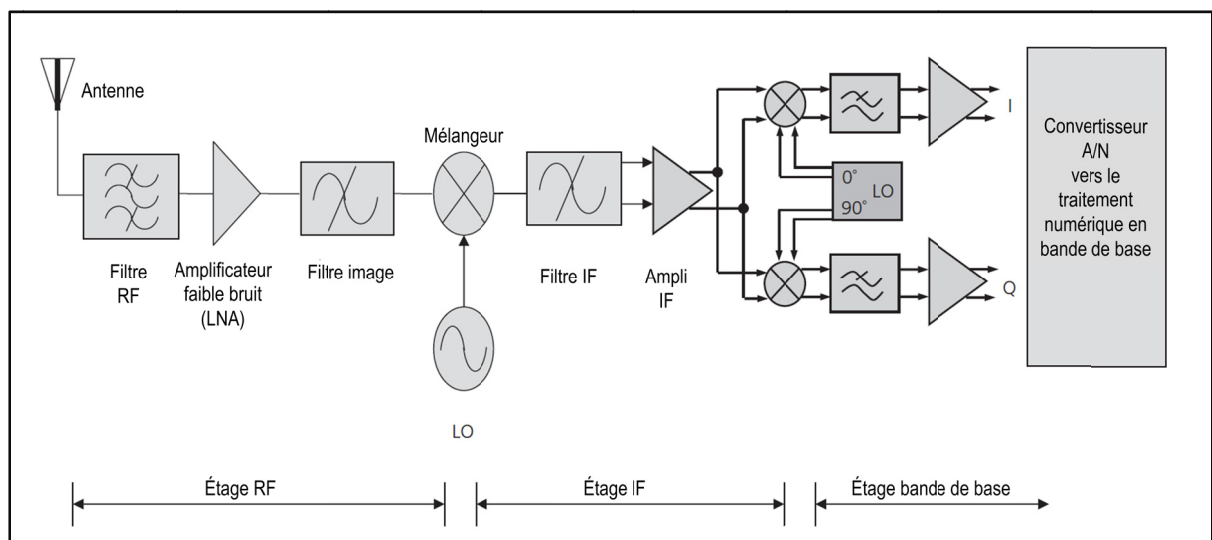 Antenne
Filtre
RF
Amplificateur
faible bruit
(LNA)
Filtre image
Mélangeur
LO
Filtre IF
Ampli
IF
0°
90°
LO
I
Q
Convertisseur
A/N
vers le
traitement
numérique en
bande de base
Étage RF
Étage IF
Étage bande de base